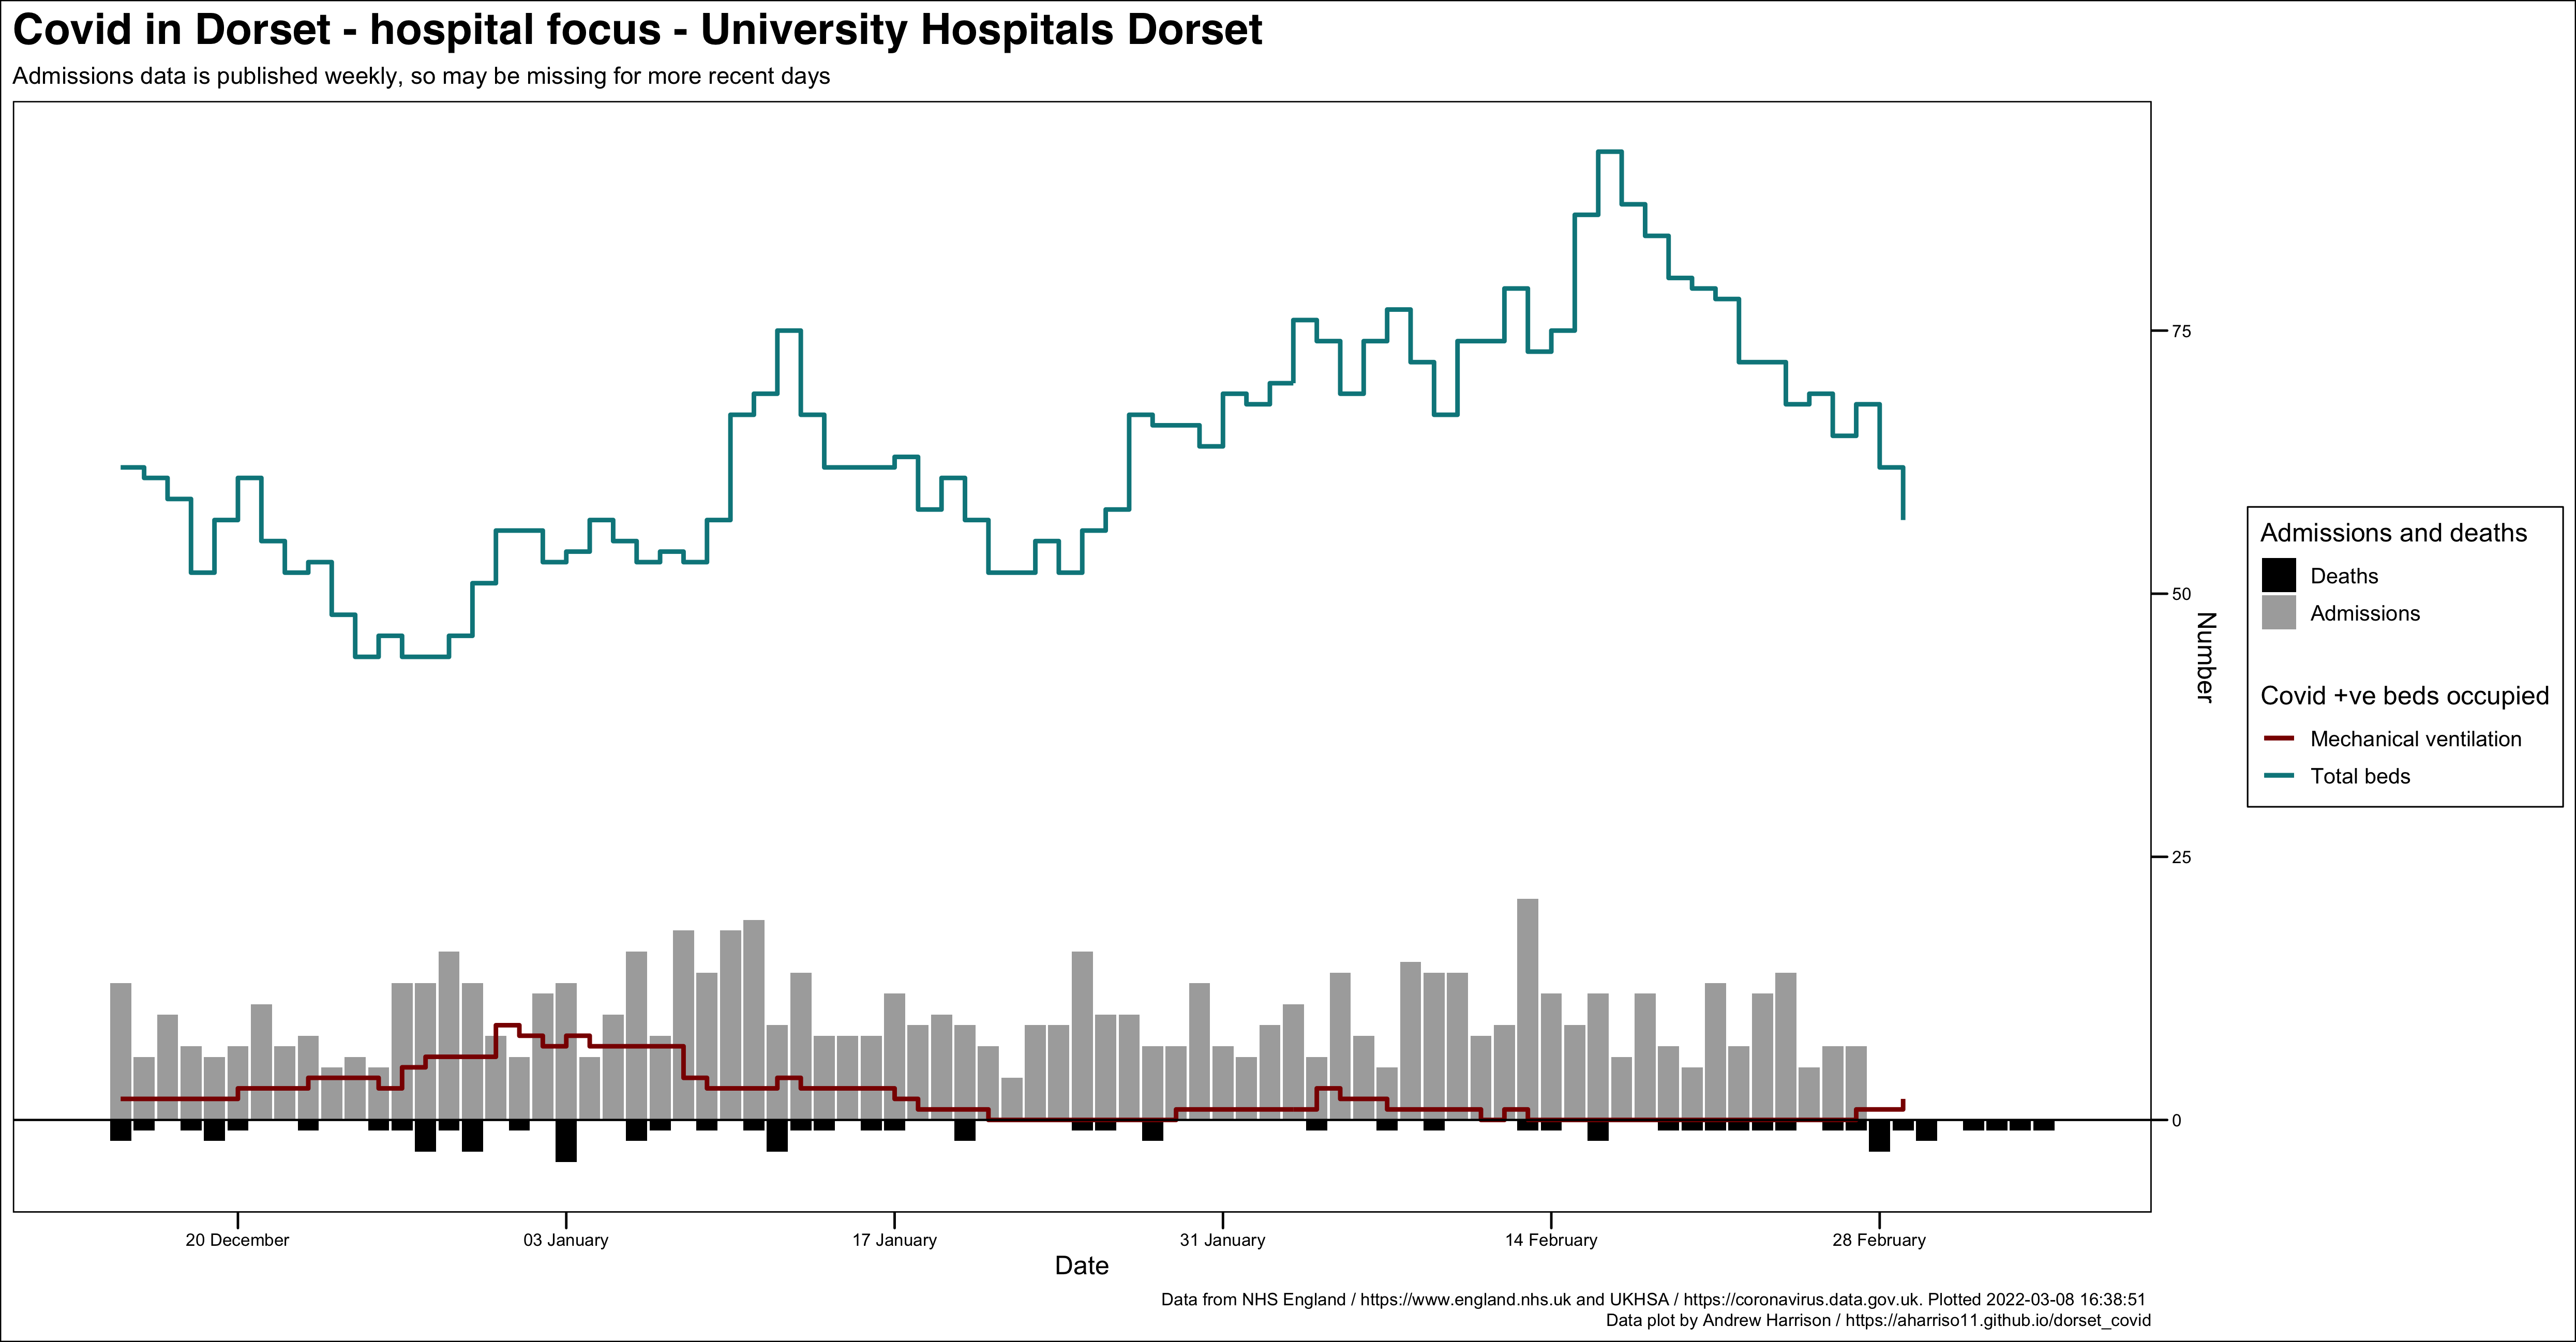 Covid in Dorset - hospital focus - University Hospitals Dorset
Admissions data is published weekly, so may be missing for more recent days
75
50
25
0
Number
Admissions and deaths
Deaths
Admissions
Covid +ve beds occupied
Mechanical ventilation
Total beds
20 December
03 January
17 January
31 January
14 February
28 February
Date
Data from NHS England / https://www.england.nhs.uk and UKHSA / https://coronavirus.data.gov.uk. Plotted 2022-03-08 16:38:51
Data plot by Andrew Harrison / https://aharriso11.github.io/dorset_covid